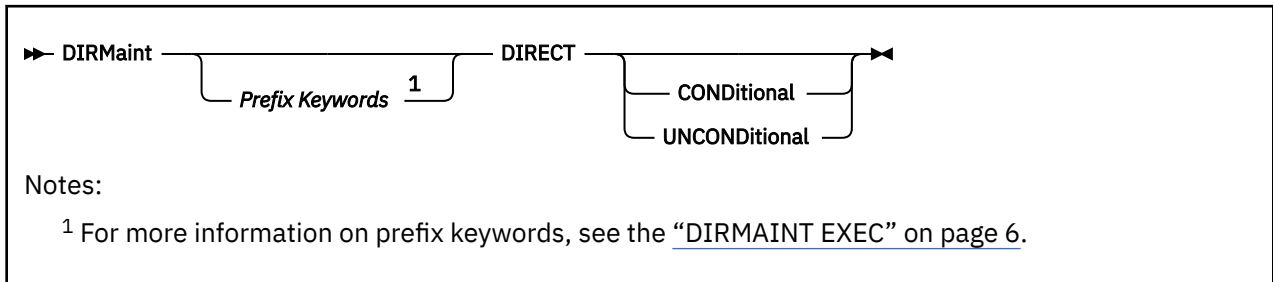 DIRMaint DIRECT
Prefix Keywords 1
CONDitional
UNCONDitional
Notes:
1 For more information on prefix keywords, see the “DIRMAINT EXEC” on page 6.